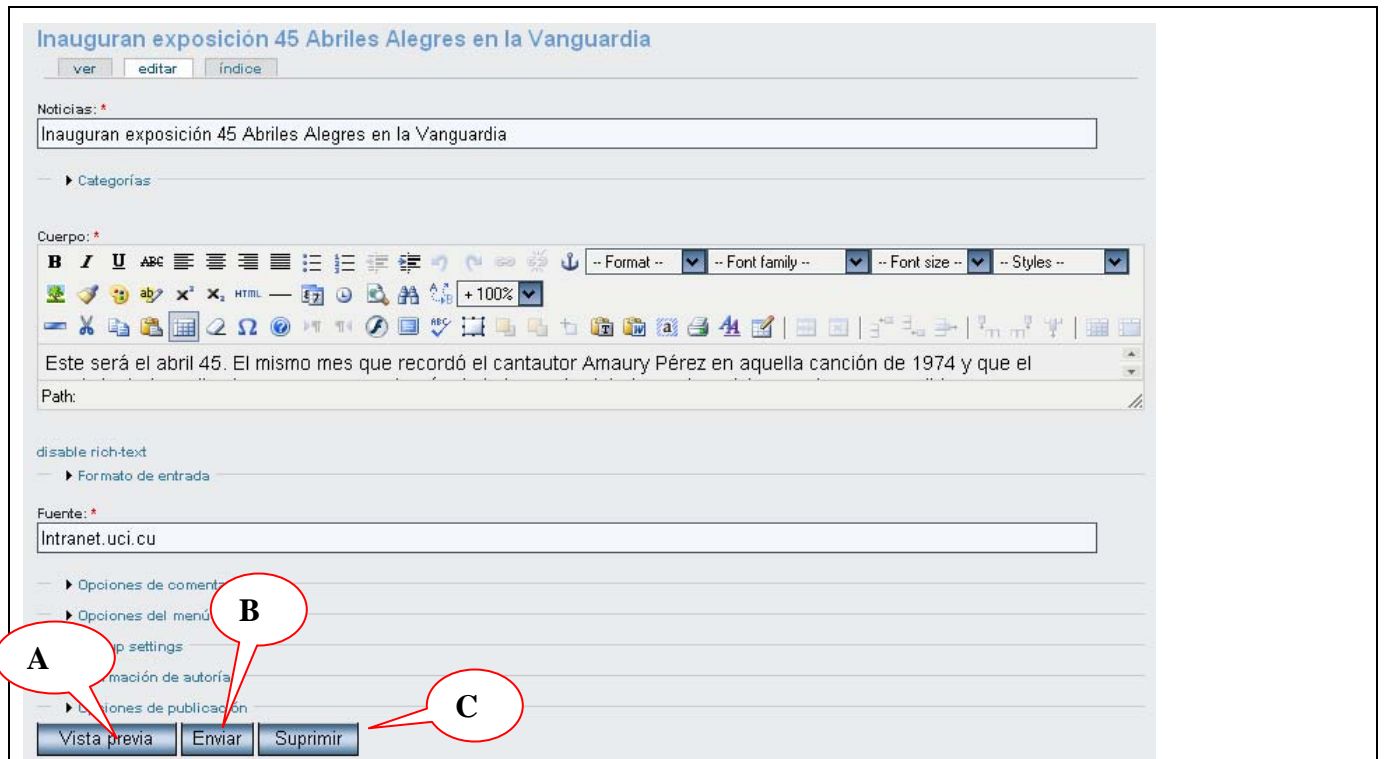 Inauguran exposición 45 Abriles Alegres en la Vanguardia
ver editar índice
Noticias: *
Inauguran exposición 45 Abriles Alegres en la Vanguardia
Categorías
Cuerpo: *
B I U ABC -- Format -- -- Font family -- -- Font size -- -- Styles --
HTML + 100%
Este será el abril 45. El mismo mes que recordó el cantautor Amaury Pérez en aquella canción de 1974 y que el
Path:
disable rich-text
Formato de entrada
Fuente: *
Intranet.uci.cu
Opciones de
Opciones del menú
B
settings
A
de autoría
Opciones de publicación
C
Vista previa Enviar Suprimir